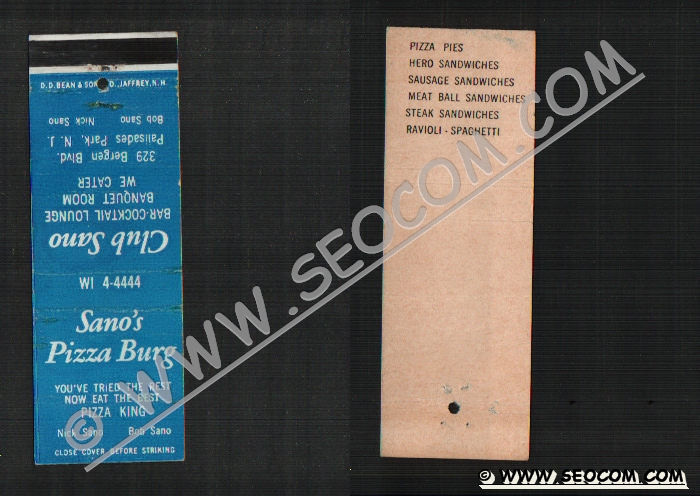 D. D. BEAN & SON D., JAFFREY, N. H.
Bob Sano Nick Sano
Palisades Park, N. J.
329 Bergen Blvd.
WE CATER
BANQUET ROOM
BAR-COCKTAIL LOUNGE
Club Sano
WI 4-4444
Sano's
Pizza Burg
YOU'VE TRIED THE REST
NOW EAT THE BEST
PIZZA KING
Nick Sano Bob Sano
CLOSE COVER BEFORE STRIKING
PIZZA PIES
HERO SANDWICHES
SAUSAGE SANDWICHES
MEAT BALL SANDWICHES
STEAK SANDWICHES
RAVIOLI - SPAGHETTI
© WWW.SEOCOM.COM
© WWW.SEOCOM.COM